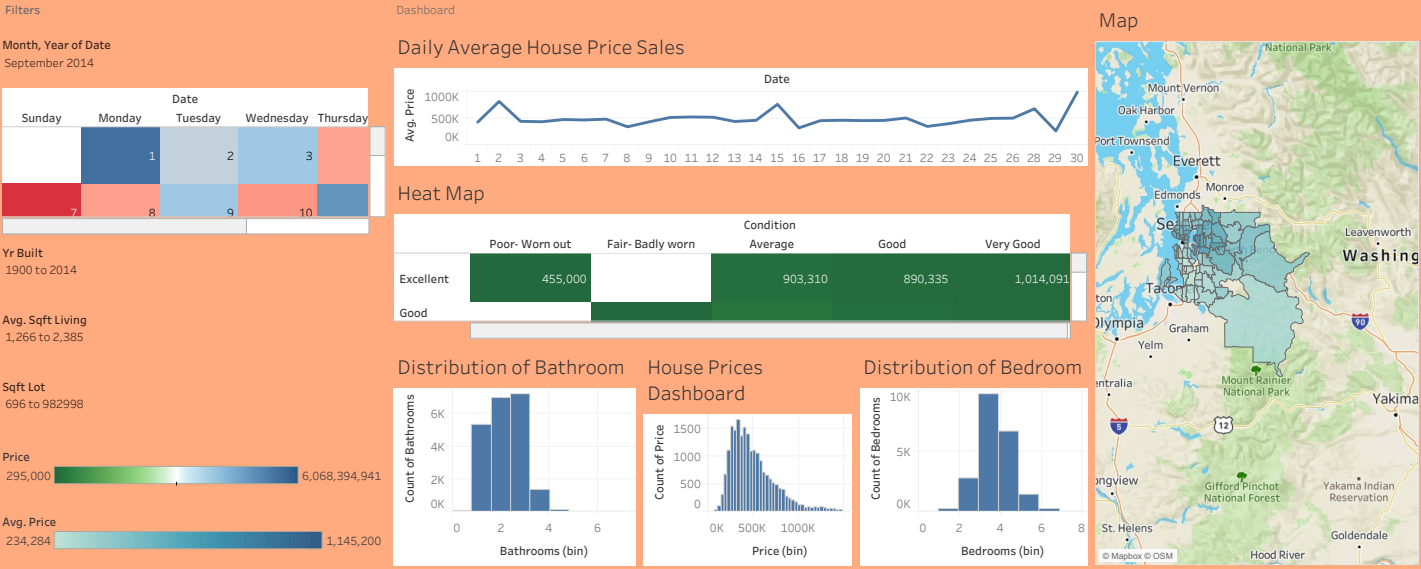 Filters
Month, Year of Date
September 2014
Date
Sunday Monday Tuesday Wednesday Thursday
1 2 3
7 8 9 10
Yr Built
1900 to 2014
Avg. Sqft Living
1,266 to 2,385
Sqft Lot
696 to 982998
Price
295,000 6,068,394,941
Avg. Price
234,284 1,145,200
Dashboard
Daily Average House Price Sales
Date
Avg. Price
1000K
500K
0K
1 2 3 4 5 6 7 8 9 10 11 12 13 14 15 16 17 18 19 20 21 22 23 24 25 26 28 29 30
Heat Map
Condition
Poor- Worn out Fair- Badly worn Average Good Very Good
Excellent 455,000 903,310 890,335 1,014,091
Good
Distribution of Bathroom
Count of Bathrooms
6K
4K
2K
0K
0 2 4 6
Bathrooms (bin)
House Prices
Dashboard
Count of Price
1500
1000
500
0
0K 500K 1000K
Price (bin)
Distribution of Bedroom
Count of Bedrooms
10K
5K
0K
0 2 4 6 8
Bedrooms (bin)
Map
National Park
Mount Vernon
Oak Harbor
Port Townsend
Everett
Monroe
Edmonds
Se
North Bend
Leavenworth
Washing
Tacom
ton
Olympia
Graham
90
Yelm
entralia
Mount Rainier
National Park
Yakima
5
12
ongview
Gifford Pinchot
National Forest
Yakama Indian
Reservation
St. Helens
Goldendale
© Mapbox © OSM
Hood River